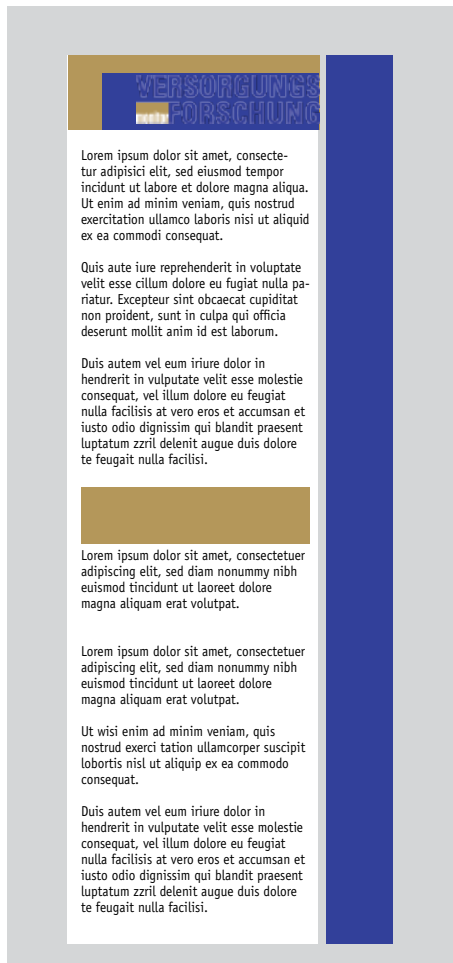 VERSORGUNGS
FORSCHUNG
Lorem ipsum dolor sit amet, consecte-
tur adipisici elit, sed eiusmod tempor
incidunt ut labore et dolore magna aliqua.
Ut enim ad minim veniam, quis nostrud
exercitation ullamco laboris nisi ut aliquid
ex ea commodi consequat.
Quis aute iure reprehenderit in voluptate
velit esse cillum dolore eu fugiat nulla pa-
riatur. Excepteur sint obcaecat cupiditat
non proident, sunt in culpa qui officia
deserunt mollit anim id est laborum.
Duis autem vel eum iriure dolor in
hendrerit in vulputate velit esse molestie
consequat, vel illum dolore eu feugiat
nulla facilisis at vero eros et accumsan et
iusto odio dignissim qui blandit praesent
luptatum zzril delenit augue duis dolore
te feugait nulla facilisi.
Lorem ipsum dolor sit amet, consectetuer
adipiscing elit, sed diam nonummy nibh
euismod tincidunt ut laoreet dolore
magna aliquam erat volutpat.
Lorem ipsum dolor sit amet, consectetuer
adipiscing elit, sed diam nonummy nibh
euismod tincidunt ut laoreet dolore
magna aliquam erat volutpat.
Ut wisi enim ad minim veniam, quis
nostrud exerci tation ullamcorper suscipit
lobortis nisl ut aliquip ex ea commodo
consequat.
Duis autem vel eum iriure dolor in
hendrerit in vulputate velit esse molestie
consequat, vel illum dolore eu feugiat
nulla facilisis at vero eros et accumsan et
iusto odio dignissim qui blandit praesent
luptatum zzril delenit augue duis dolore
te feugait nulla facilisi.